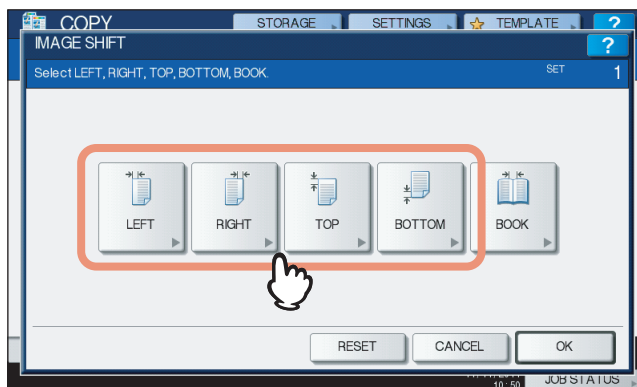 COPY STORAGE SETTINGS TEMPLATE ?
IMAGE SHIFT ?
Select LEFT, RIGHT, TOP, BOTTOM, BOOK. SET 1
LEFT RIGHT TOP BOTTOM BOOK
RESET CANCEL OK
10:50 JOB STATUS